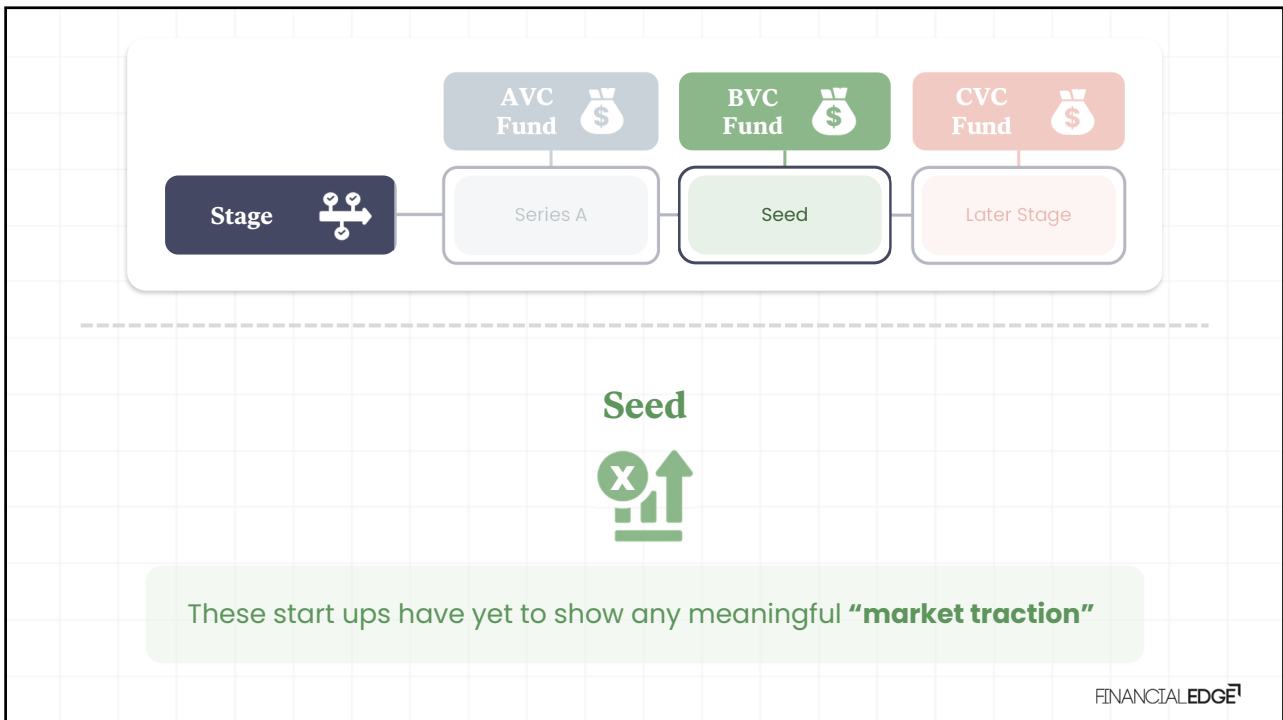 AVC
Fund
$
BVC
Fund
$
CVC
Fund
$
Stage
Series A
Seed
Later Stage
Seed
X
These start ups have yet to show any meaningful “market traction”
FINANCIALEDGE